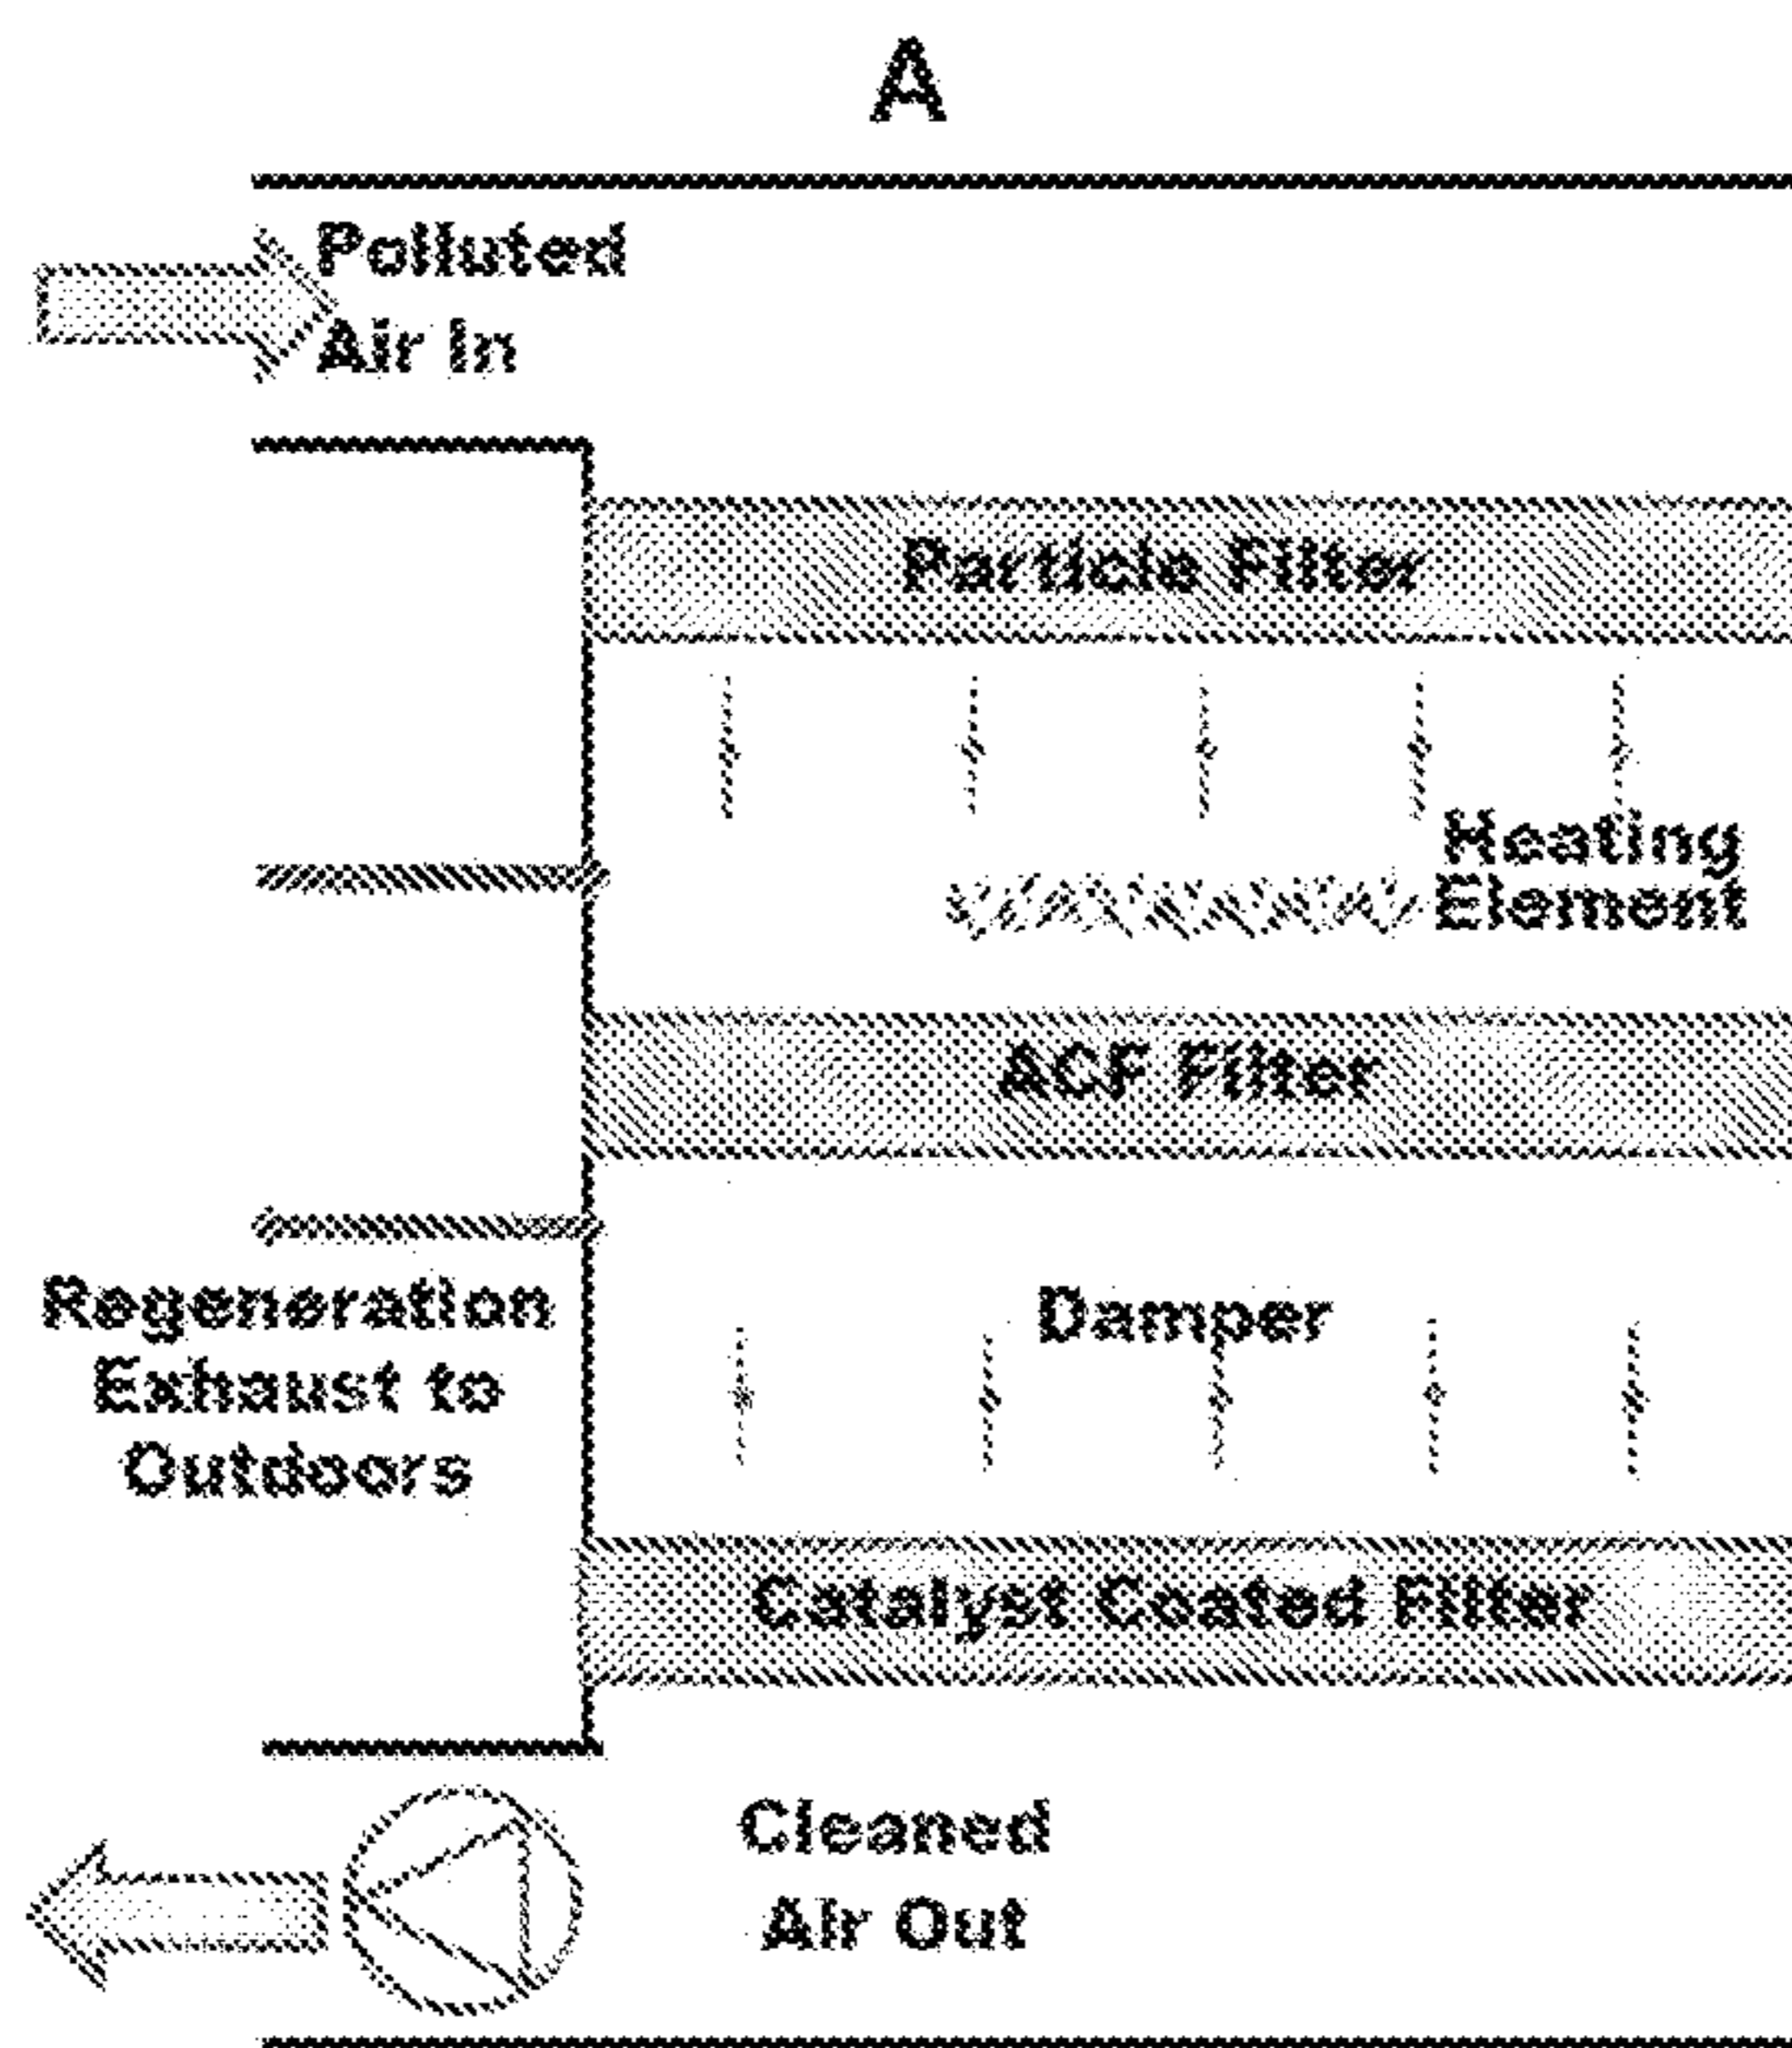 A
Polluted
Air In
Particle Filter
Heating
Element
ACF Filter
Regeneration
Exhaust to
Outdoors
Damper
Catalyst Coated Filter
Cleaned
Air Out